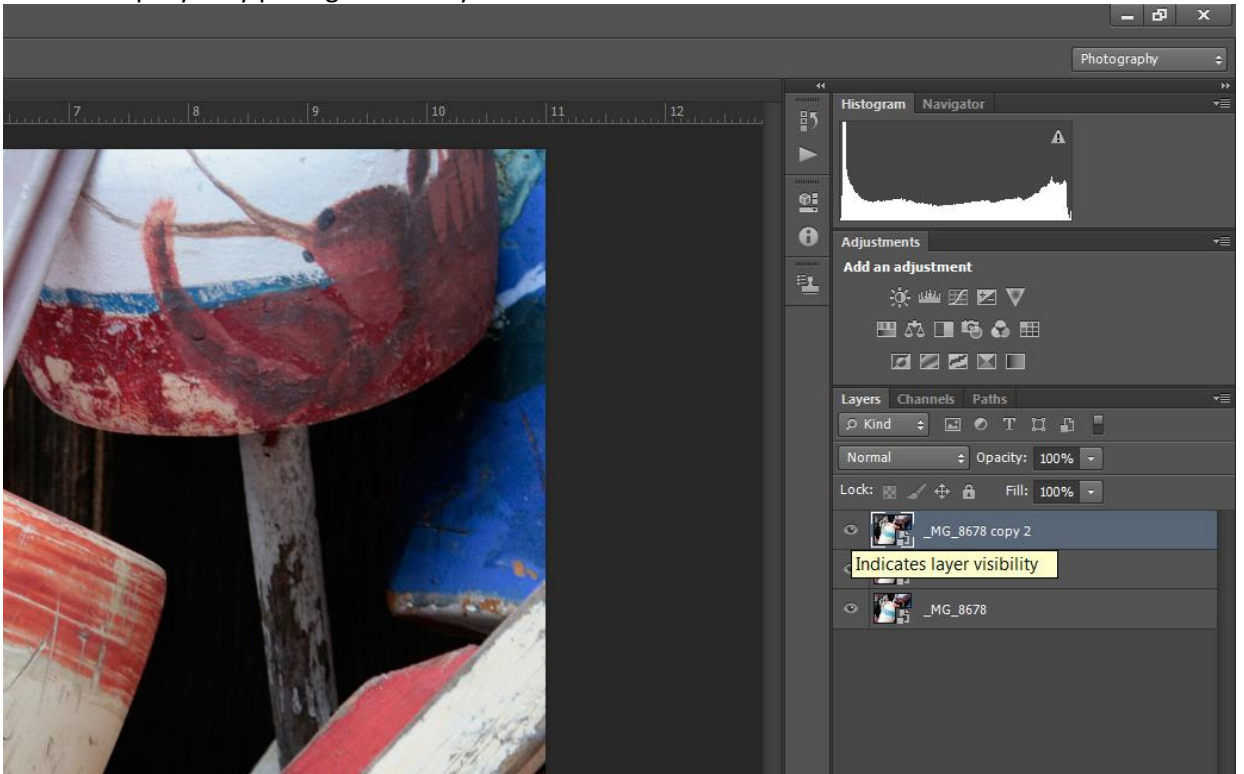 Photography
7 8 9 10 11 12
Histogram Navigator
Adjustments
Add an adjustment
Layers Channels Paths
Kind T
Normal Opacity: 100%
Lock: Fill: 100%
_MG_8678 copy 2
Indicates layer visibility
_MG_8678